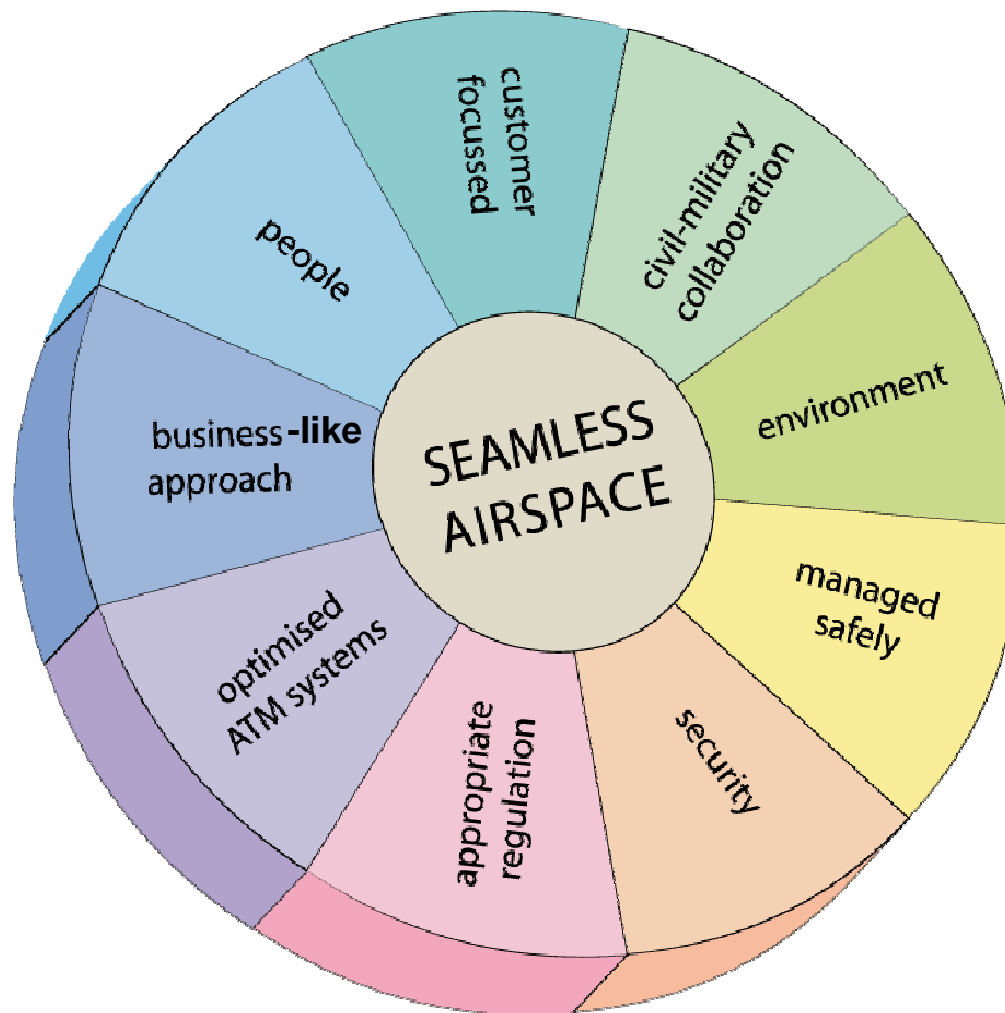 customer
focussed
civil-military
collaboration
environment
managed
safely
security
appropriate
regulation
optimised
ATM systems
business-like
approach
people
SEAMLESS
AIRSPACE